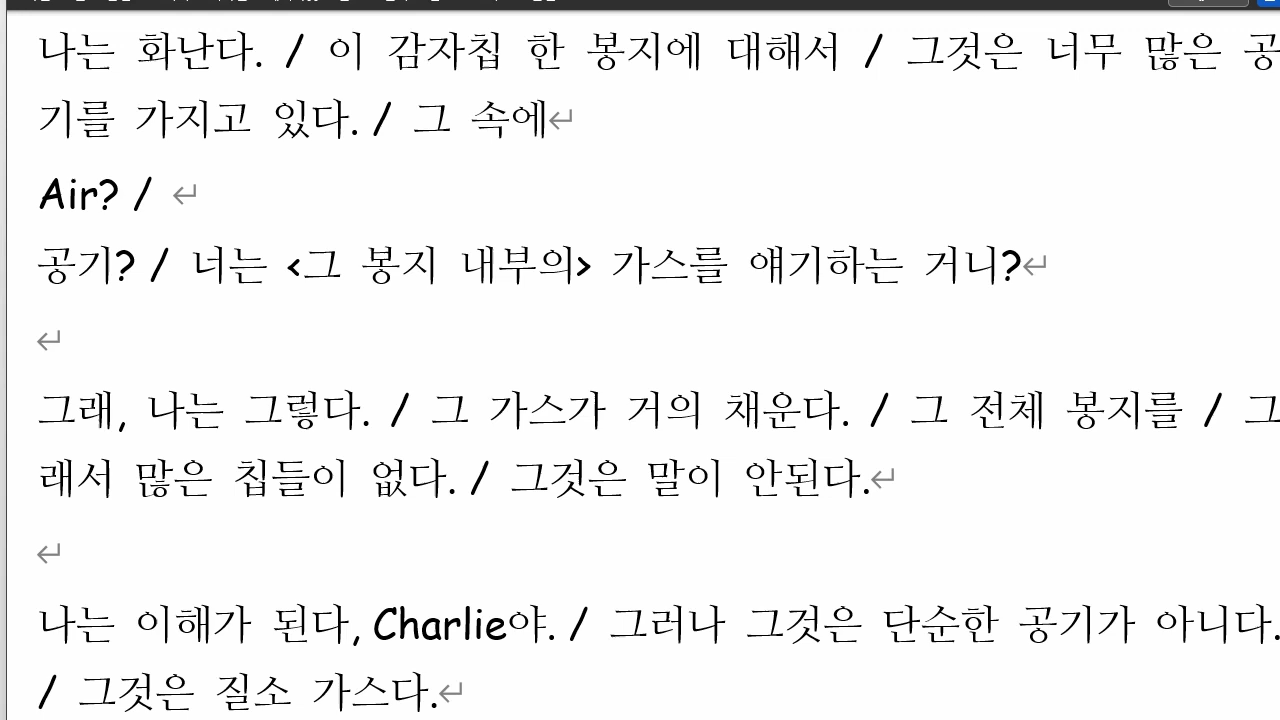 나는 화난다. / 이 감자칩 한 봉지에 대해서 / 그것은 너무 많은 공
기를 가지고 있다. / 그 속에↵
Air? / ↵
공기? / 너는 <그 봉지 내부의> 가스를 얘기하는 거니?↵
↵
그래, 나는 그렇다. / 그 가스가 거의 채운다. / 그 전체 봉지를 / 그
래서 많은 칩들이 없다. / 그것은 말이 안된다.↵
↵
나는 이해가 된다, Charlie야. / 그러나 그것은 단순한 공기가 아니다.
/ 그것은 질소 가스다.↵